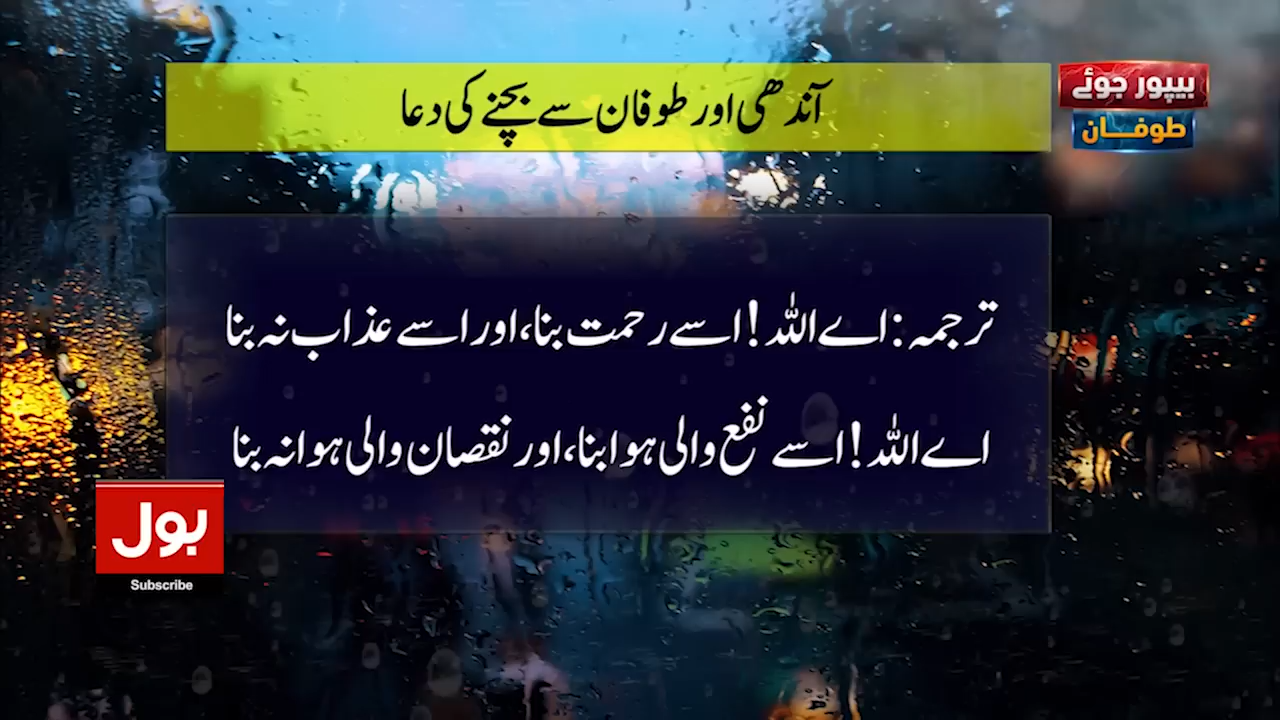 آندھی اور طوفان سے بچنے کی دعا
بیپور جوئے
طوفان
ترجمہ: اے اللہ! اسے رحمت بنا، اور اسے عذاب نہ بنا
اے اللہ! اسے نفع والی ہوا بنا، اور نقصان والی ہوا نہ بنا
بول
Subscribe